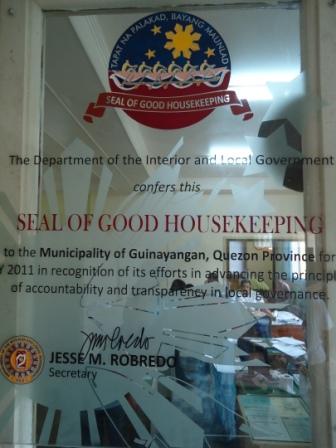 TAPAT NA PALAKAD, BAYANG MAUNLAD
SEAL OF GOOD HOUSEKEEPING
The Department of the Interior and Local Government
confers this
SEAL OF GOOD HOUSEKEEPING
to the Municipality of Guinayangan, Quezon Province for
Y 2011 in recognition of its efforts in advancing the principl
of accountability and transparency in local governance.
JESSE M. ROBREDO
Secretary